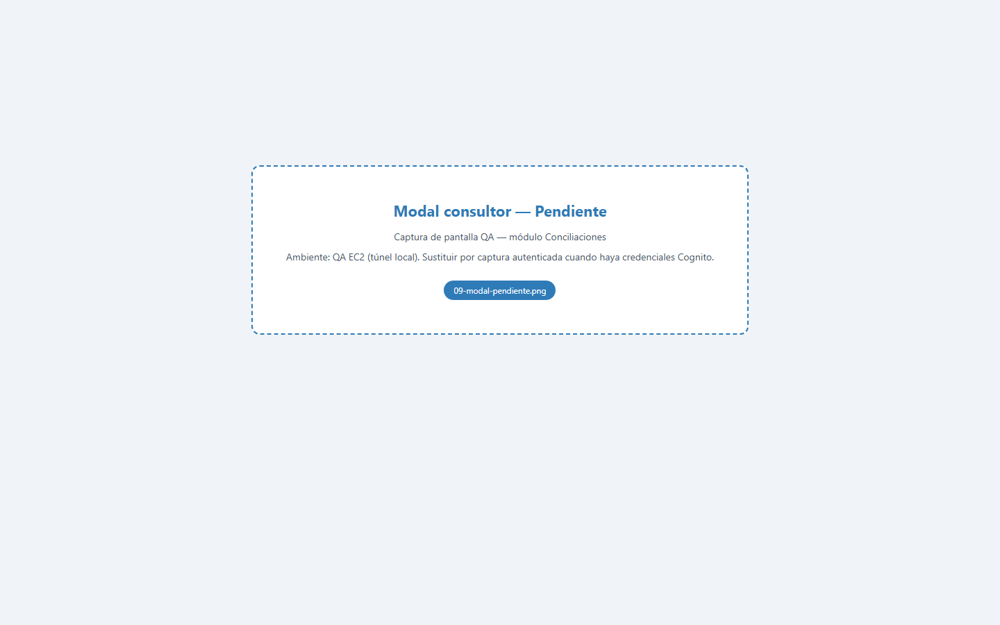 Modal consultor — Pendiente
Captura de pantalla QA — módulo Conciliaciones
Ambiente: QA EC2 (túnel local). Sustituir por captura autenticada cuando haya credenciales Cognito.
09-modal-pendiente.png